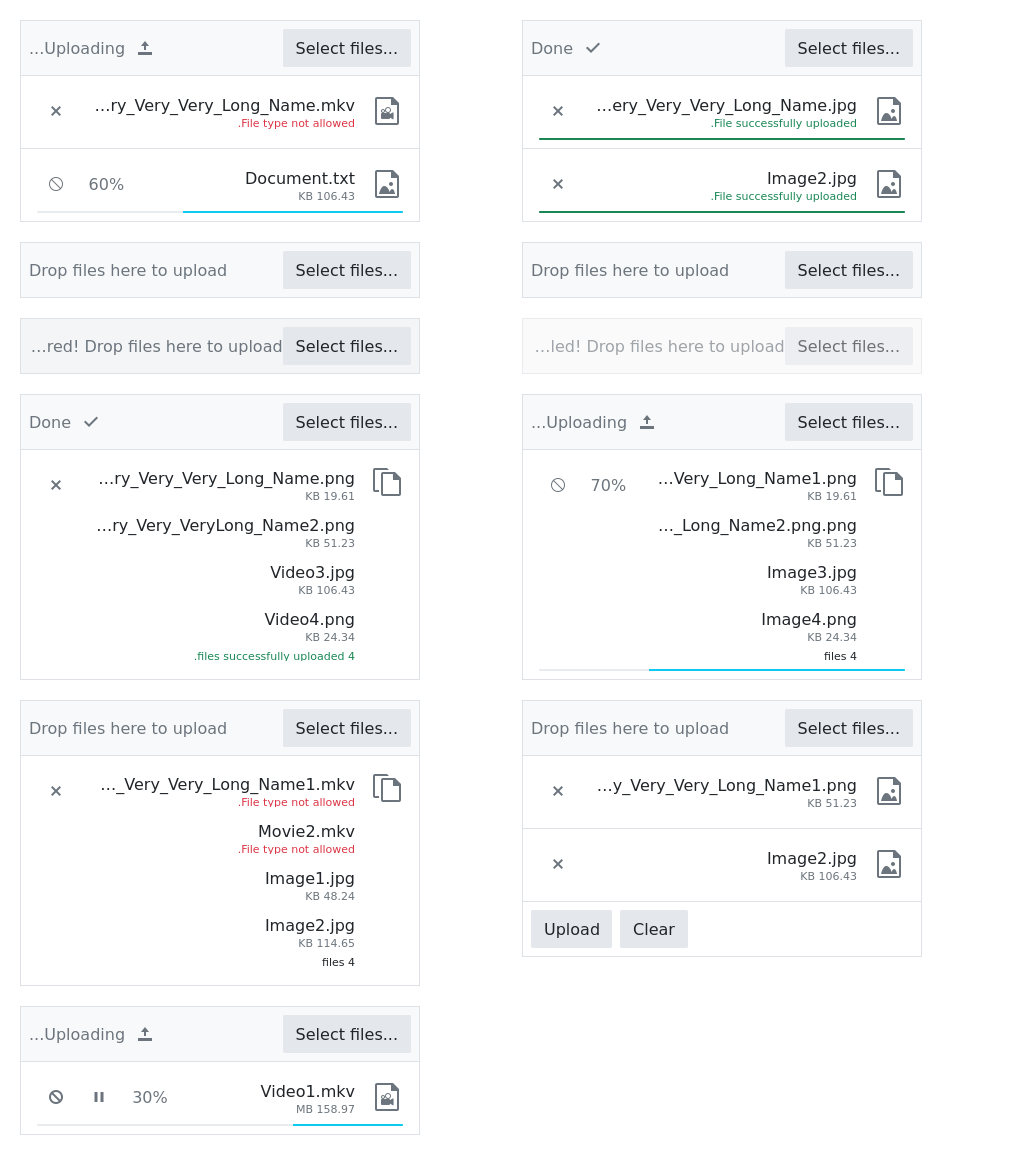 ...Uploading
Select files...
...ry_Very_Very_Long_Name.mkv
.File type not allowed
60%
Document.txt
KB 106.43
Drop files here to upload
Select files...
...red! Drop files here to upload
Select files...
Done
Select files...
...ry_Very_Very_Long_Name.png
KB 19.61
...ry_Very_VeryLong_Name2.png
KB 51.23
Video3.jpg
KB 106.43
Video4.png
KB 24.34
.files successfully uploaded 4
Drop files here to upload
Select files...
..._Very_Very_Long_Name1.mkv
.File type not allowed
Movie2.mkv
.File type not allowed
Image1.jpg
KB 48.24
Image2.jpg
KB 114.65
files 4
...Uploading
Select files...
30%
Video1.mkv
MB 158.97
Done
Select files...
...ery_Very_Very_Long_Name.jpg
.File successfully uploaded
Image2.jpg
.File successfully uploaded
Drop files here to upload
Select files...
...led! Drop files here to upload
Select files...
...Uploading
Select files...
70%
...Very_Long_Name1.png
KB 19.61
..._Long_Name2.png.png
KB 51.23
Image3.jpg
KB 106.43
Image4.png
KB 24.34
files 4
Drop files here to upload
Select files...
...y_Very_Very_Long_Name1.png
KB 51.23
Image2.jpg
KB 106.43
Upload
Clear